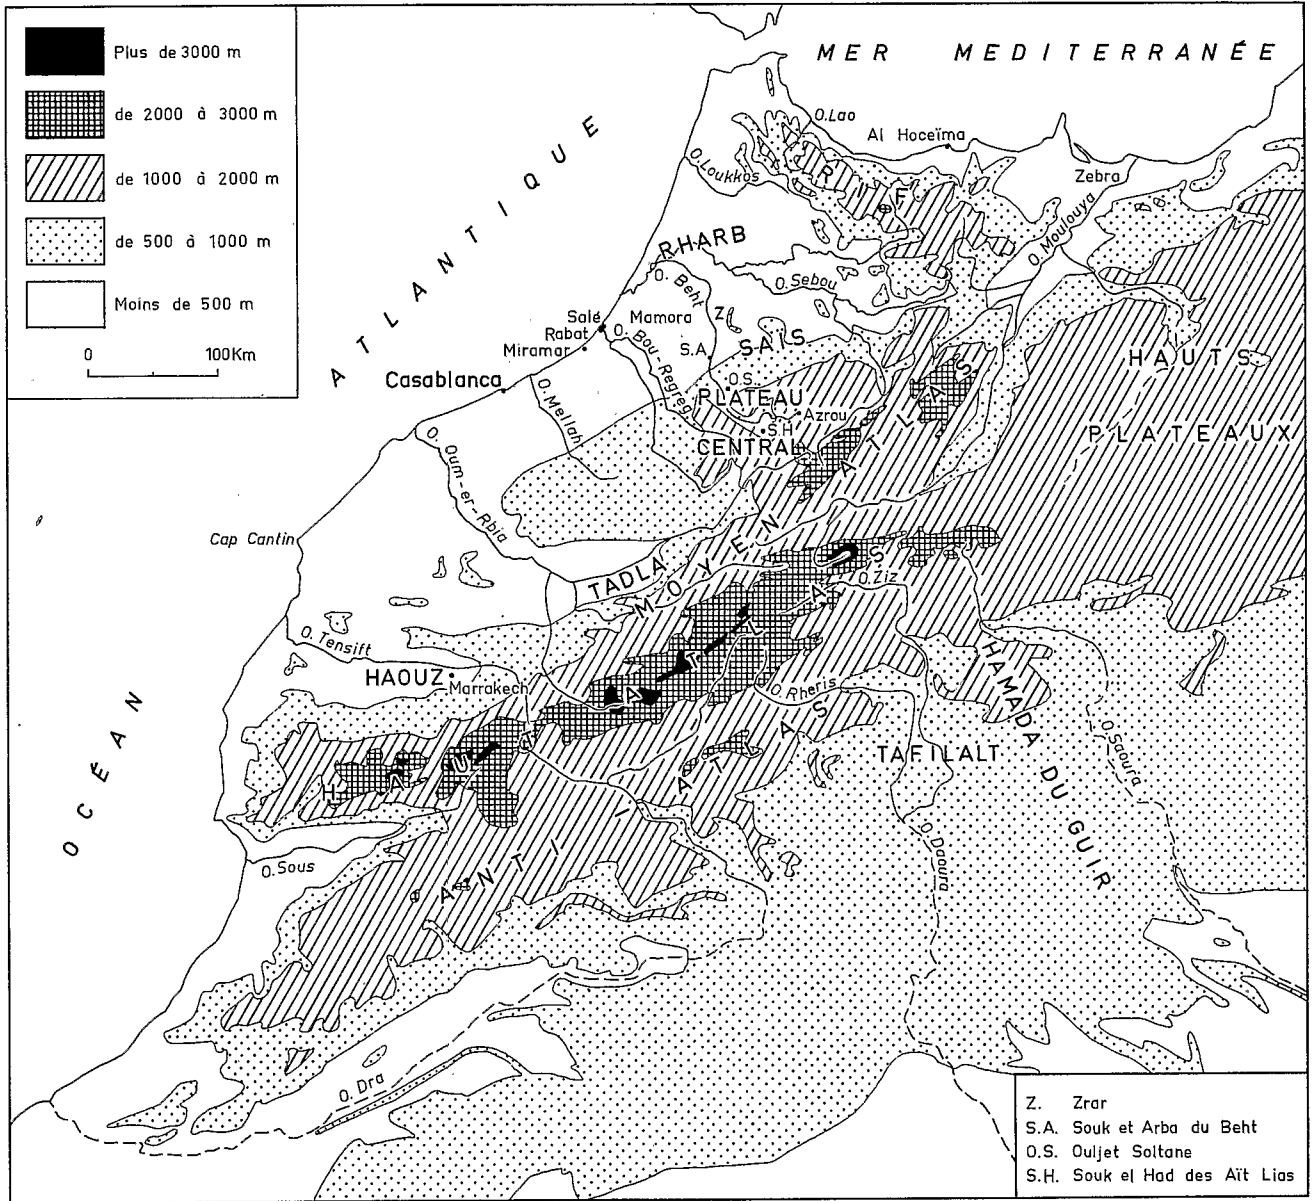 Plus de 3000 m
de 2000 à 3000 m
de 1000 à 2000 m
de 500 à 1000 m
Moins de 500 m
0 100Km
MER MEDITERRANÉE
OCÉAN ATLANTIQUE
O. Lao
Al Hoceïma
O. Loukkos
RIF
Zebra
O. Moulouya
RHARB
O. Sebou
O. Beht
Salé
Mamora
Z
Rabat
Miramar
O. Bou-Regreg
S.A.
SAÏS
HAUTS
PLATEAUX
Casablanca
O. Mellah
O.S.
PLATEAU
CENTRAL
Azrou
S.H
O. Oum-er-Rbia
MOYEN ATLAS
Cap Cantin
TADLA
O. Ziz
O. Tensift
HAOUZ
Marrakech
HAUT ATLAS
O. Rheris
HAMADA DU GUIR
TAFILALT
O. Saoura
ANTI ATLAS
O. Sous
O. Daoura
O. Dra
Z. Zrar
S.A. Souk et Arba du Beht
O.S. Ouljet Soltane
S.H. Souk el Had des Aït Lias